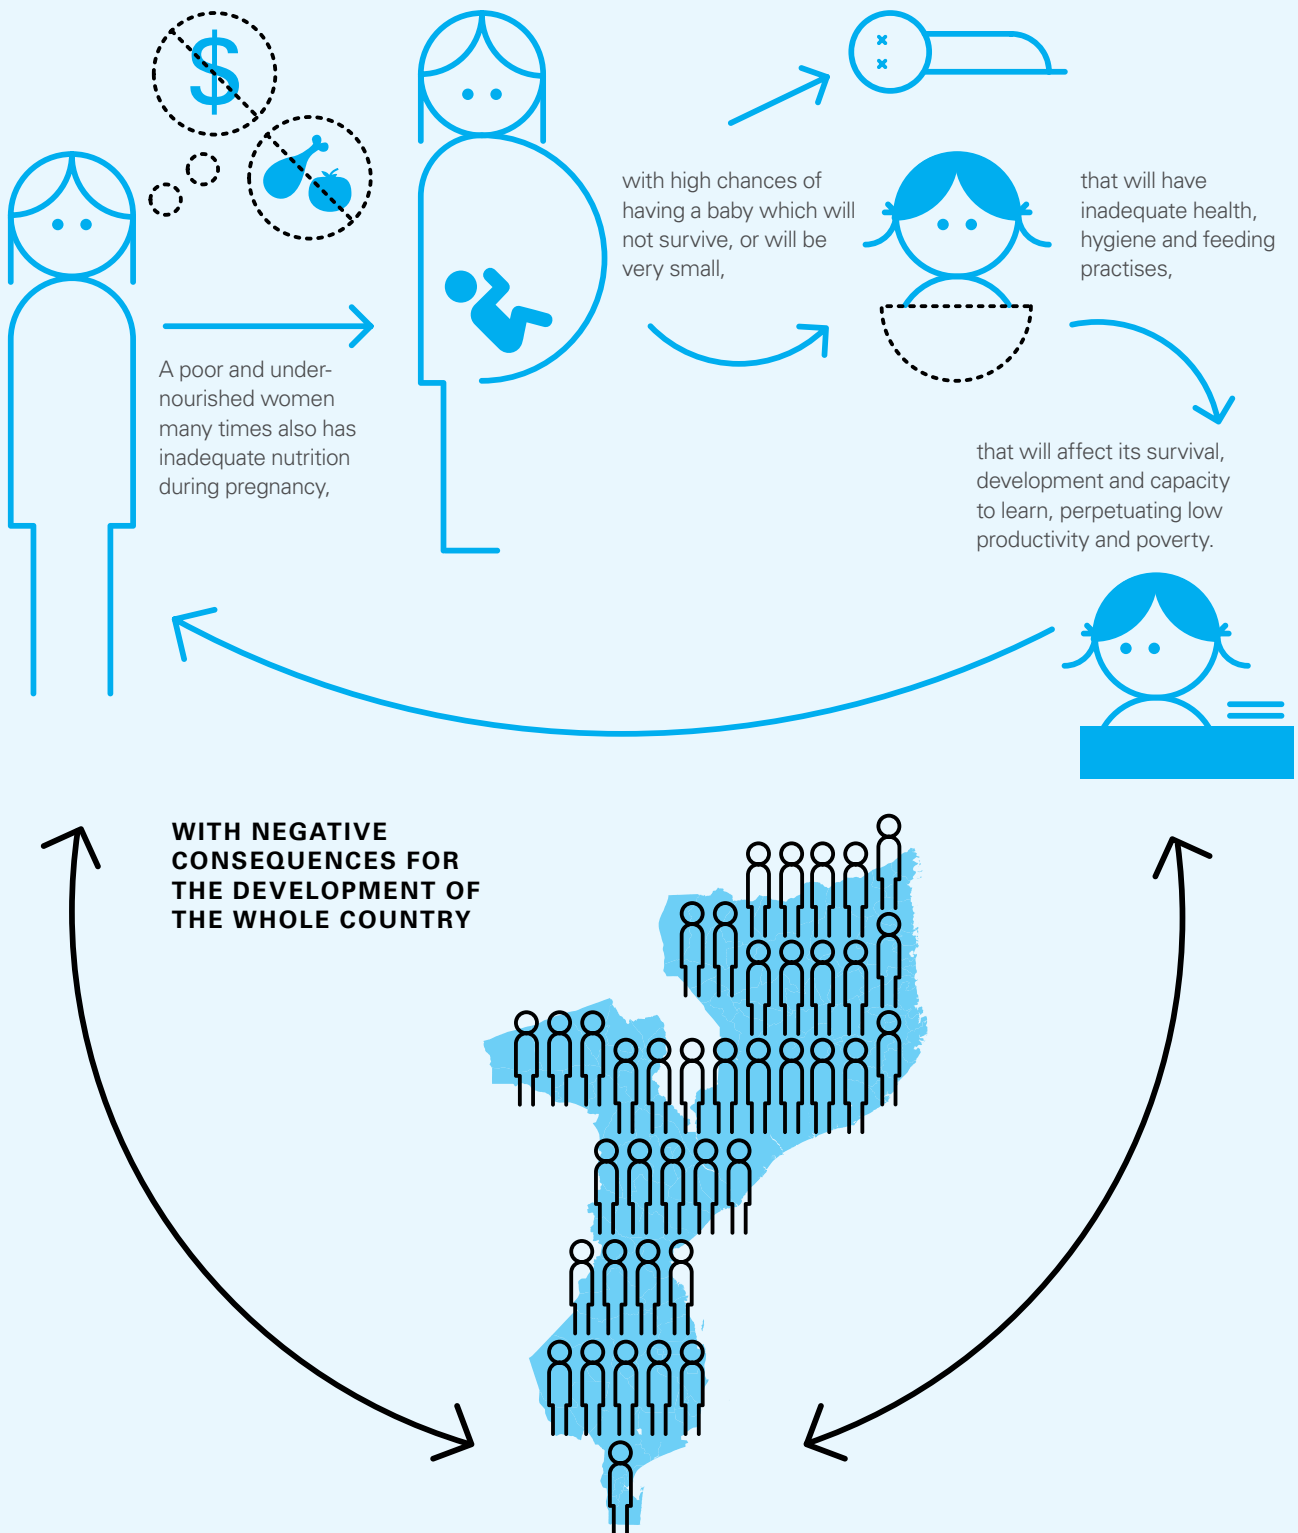 $
A poor and under-
nourished women
many times also has
inadequate nutrition
during pregnancy,
with high chances of
having a baby which will
not survive, or will be
very small,
that will have
inadequate health,
hygiene and feeding
practises,
that will affect its survival,
development and capacity
to learn, perpetuating low
productivity and poverty.
WITH NEGATIVE
CONSEQUENCES FOR
THE DEVELOPMENT OF
THE WHOLE COUNTRY